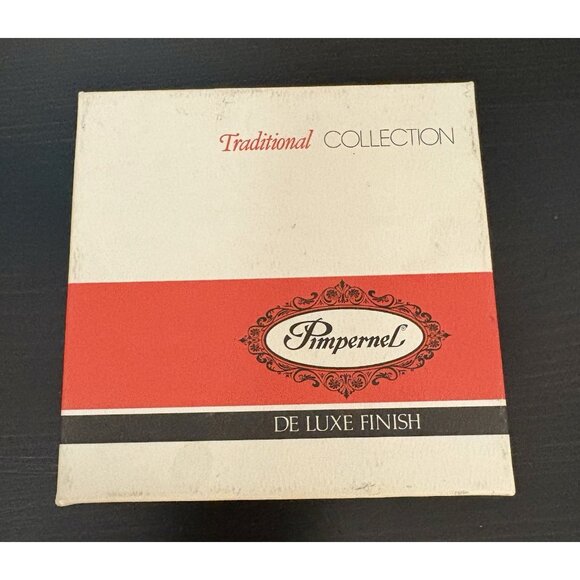 Traditional COLLECTION
Pimpernel
DE LUXE FINISH